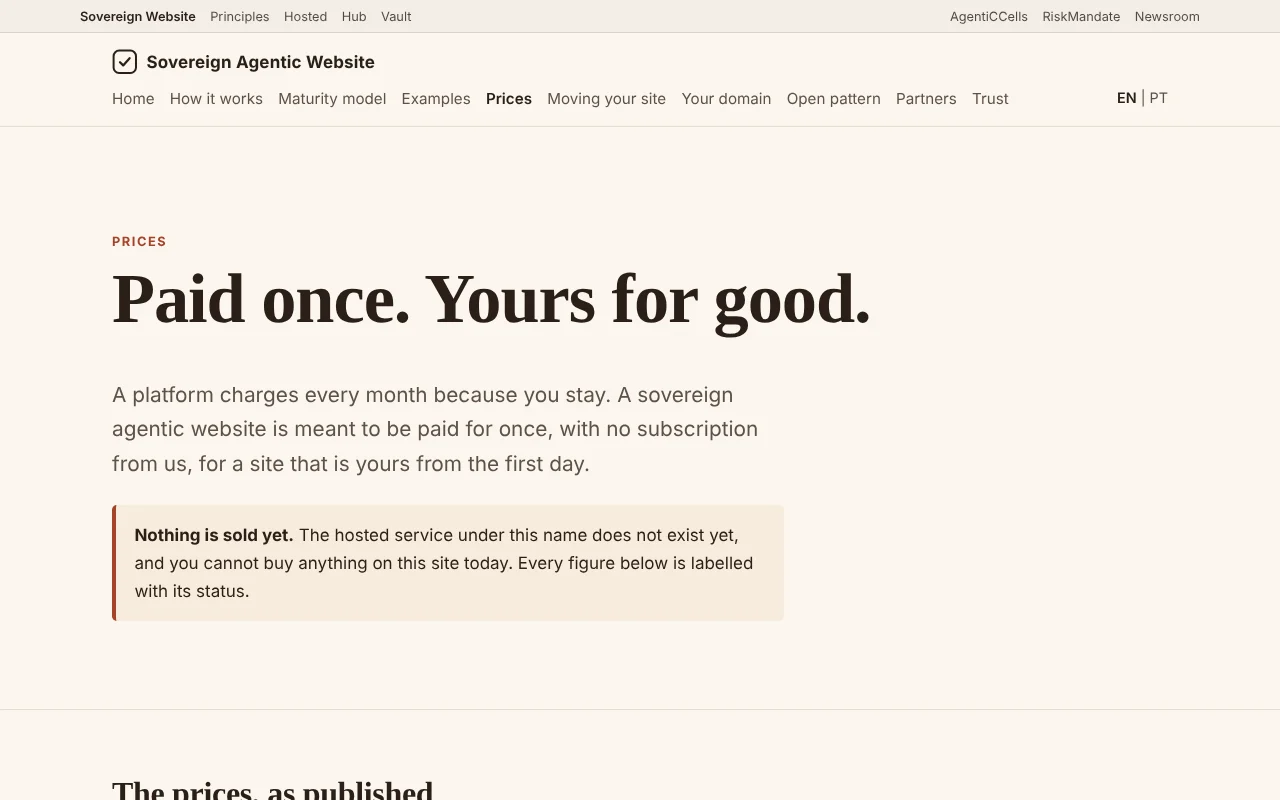 Sovereign Website Principles Hosted Hub Vault AgentiCCells RiskMandate Newsroom
Sovereign Agentic Website
Home How it works Maturity model Examples Prices Moving your site Your domain Open pattern Partners Trust EN | PT
PRICES
Paid once. Yours for good.
A platform charges every month because you stay. A sovereign
agentic website is meant to be paid for once, with no subscription
from us, for a site that is yours from the first day.
Nothing is sold yet. The hosted service under this name does not exist yet,
and you cannot buy anything on this site today. Every figure below is labelled
with its status.
The prices, as published